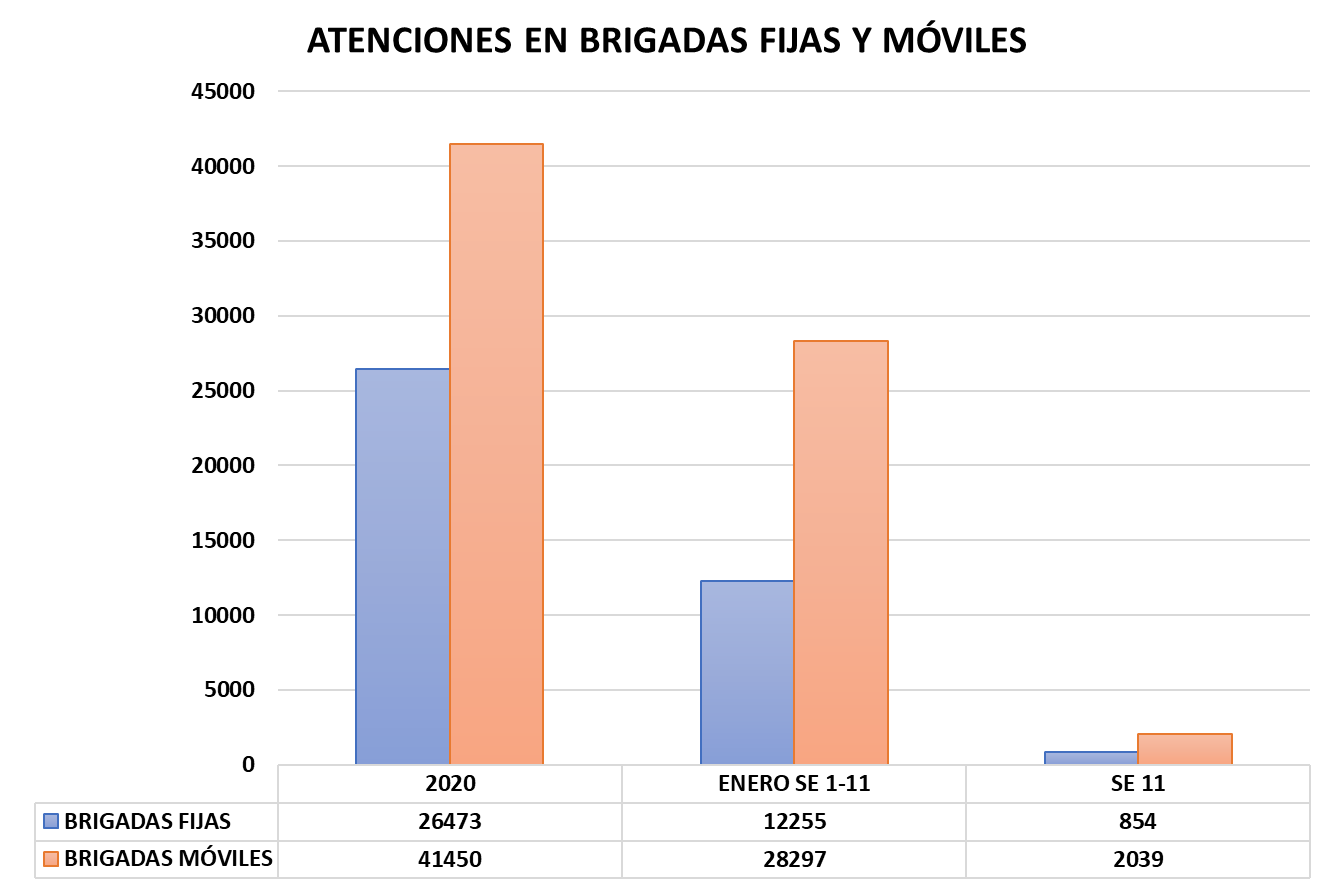 ATENCIONES EN BRIGADAS FIJAS Y MÓVILES
45000
40000
35000
30000
25000
20000
15000
10000
5000
0
2020 ENERO SE 1-11 SE 11
BRIGADAS FIJAS 26473 12255 854
BRIGADAS MÓVILES 41450 28297 2039